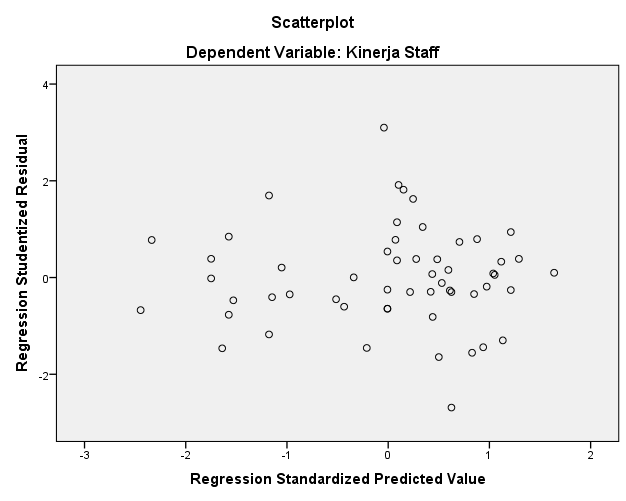 Scatterplot
Dependent Variable: Kinerja Staff
Regression Studentized Residual
4
2
0
-2
-3
-2
-1
0
1
2
Regression Standardized Predicted Value